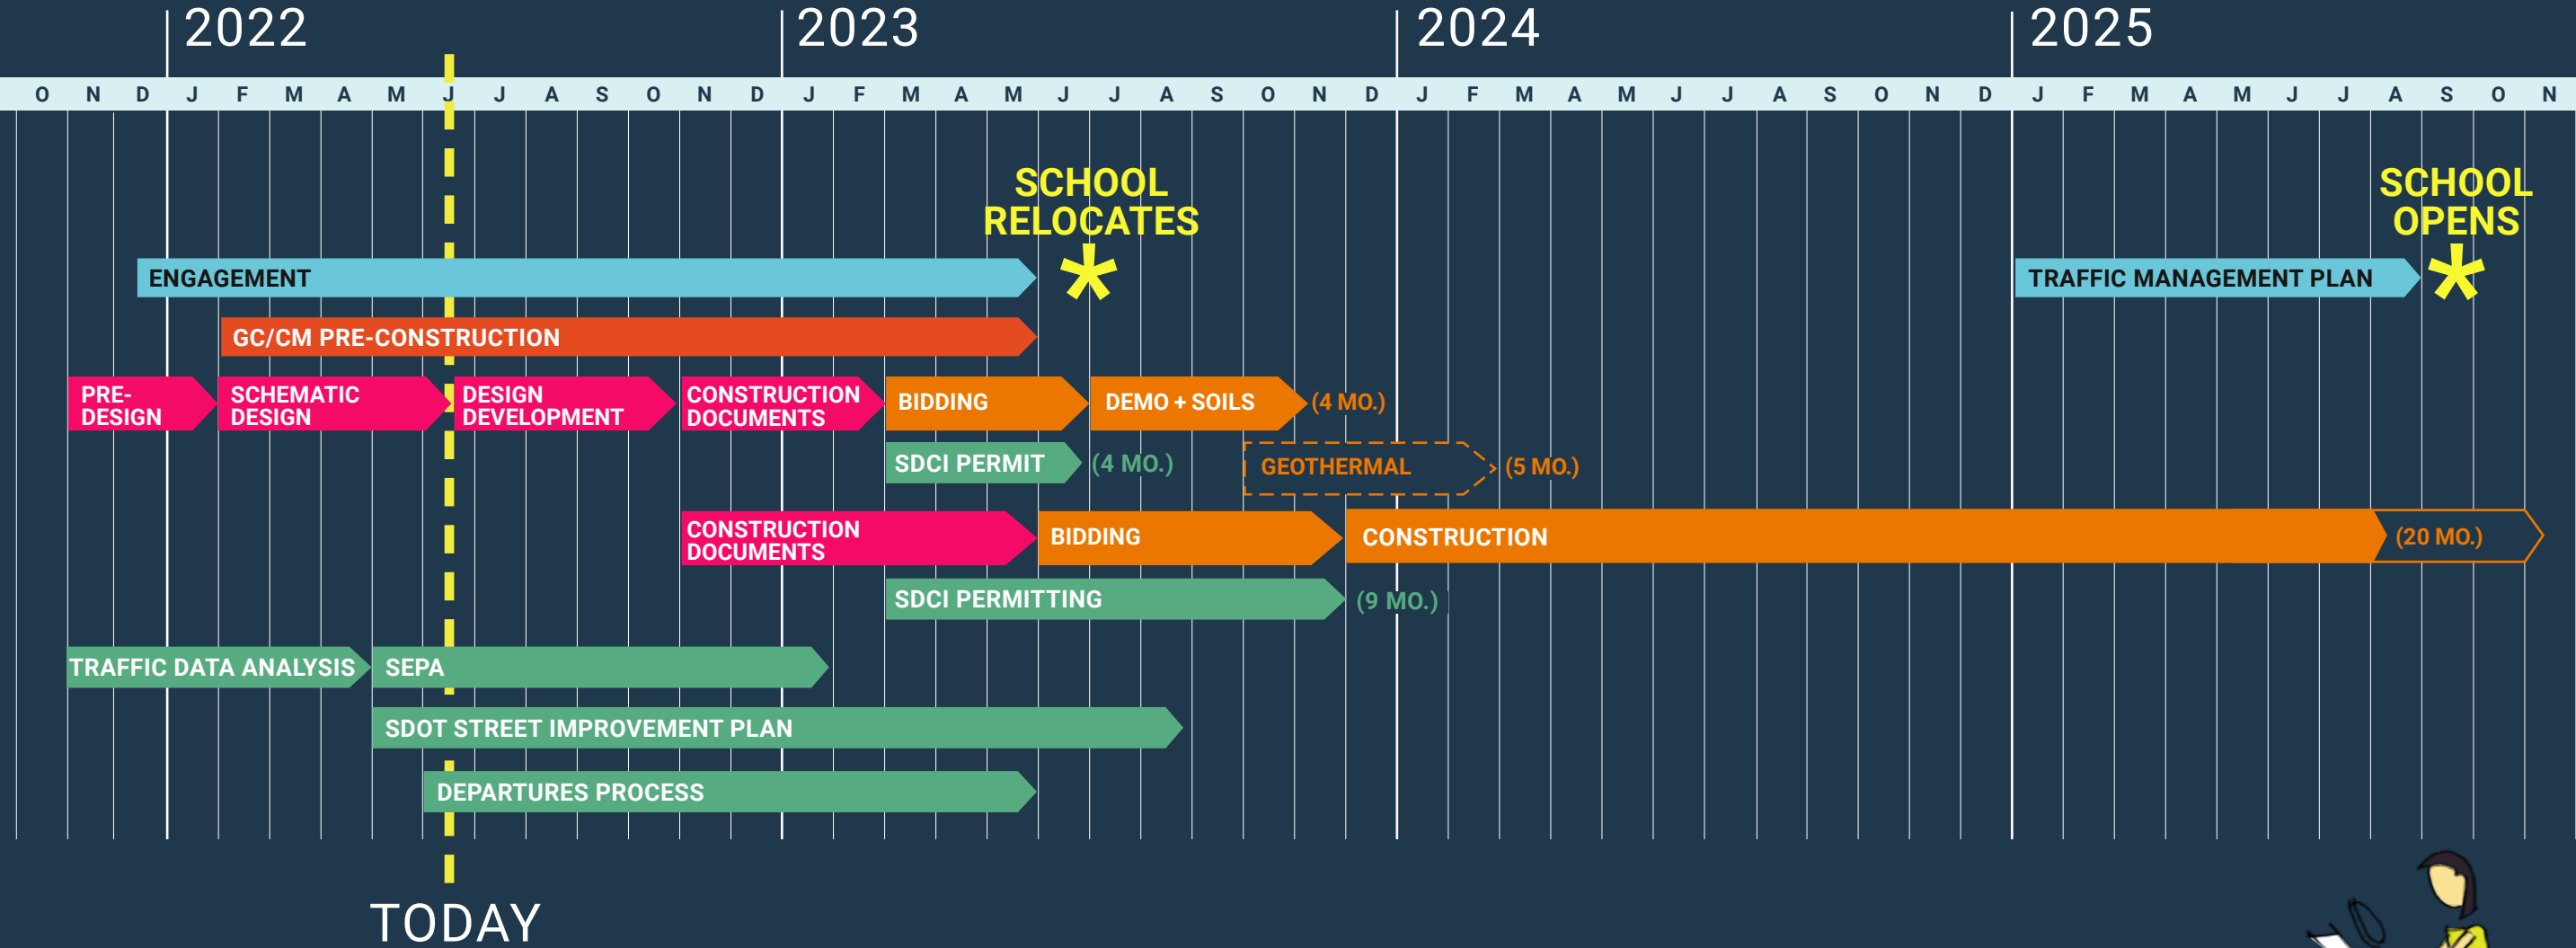 2022 2023 2024 2025
O N D J F M A M J J A S O N D J F M A M J J A S O N D J F M A M J J A S O N D J F M A M J J A S O N
SCHOOL
RELOCATES
SCHOOL
OPENS
ENGAGEMENT
TRAFFIC MANAGEMENT PLAN
GC/CM PRE-CONSTRUCTION
PRE-
DESIGN
SCHEMATIC
DESIGN
DESIGN
DEVELOPMENT
CONSTRUCTION
DOCUMENTS
BIDDING
DEMO + SOILS
(4 MO.)
SDCI PERMIT
(4 MO.)
GEOTHERMAL
(5 MO.)
CONSTRUCTION
DOCUMENTS
BIDDING
CONSTRUCTION
(20 MO.)
SDCI PERMITTING
(9 MO.)
TRAFFIC DATA ANALYSIS
SEPA
SDOT STREET IMPROVEMENT PLAN
DEPARTURES PROCESS
TODAY